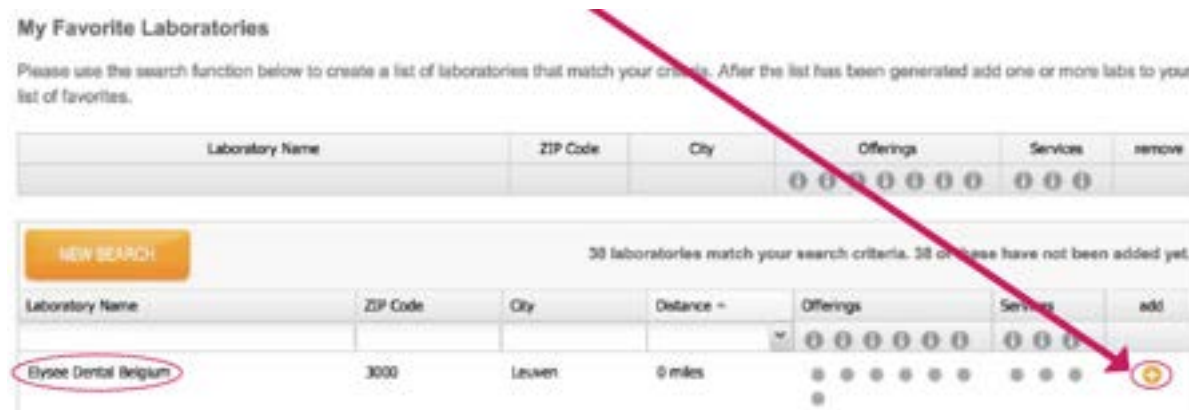 My Favorite Laboratories
Please use the search function below to create a list of laboratories that match your criteria. After the list has been generated add one or more labs to your
list of favorites.
Laboratory Name ZIP Code City Offerings Services remove
NEW SEARCH
38 laboratories match your search criteria. 38 of these have not been added yet.
Laboratory Name ZIP Code City Distance Offerings Services add
Elysee Dental Belgium 3000 Leuven 0 miles